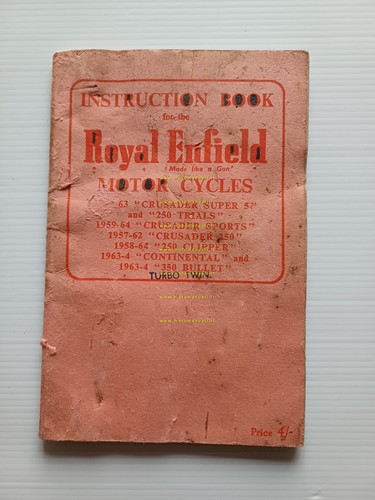 INSTRUCTION BOOK
for the
Royal Enfield
'Made like a Gun'
MOTOR CYCLES
63 "CRUSADER SUPER 5"
and "250 TRIALS"
1959-64 "CRUSADER SPORTS"
1957-62 "CRUSADER 250"
1958-64 "250 CLIPPER"
1963-4 "CONTINENTAL" and
1963-4 "350 BULLET"
TURBO TWIN.
Price 4/-